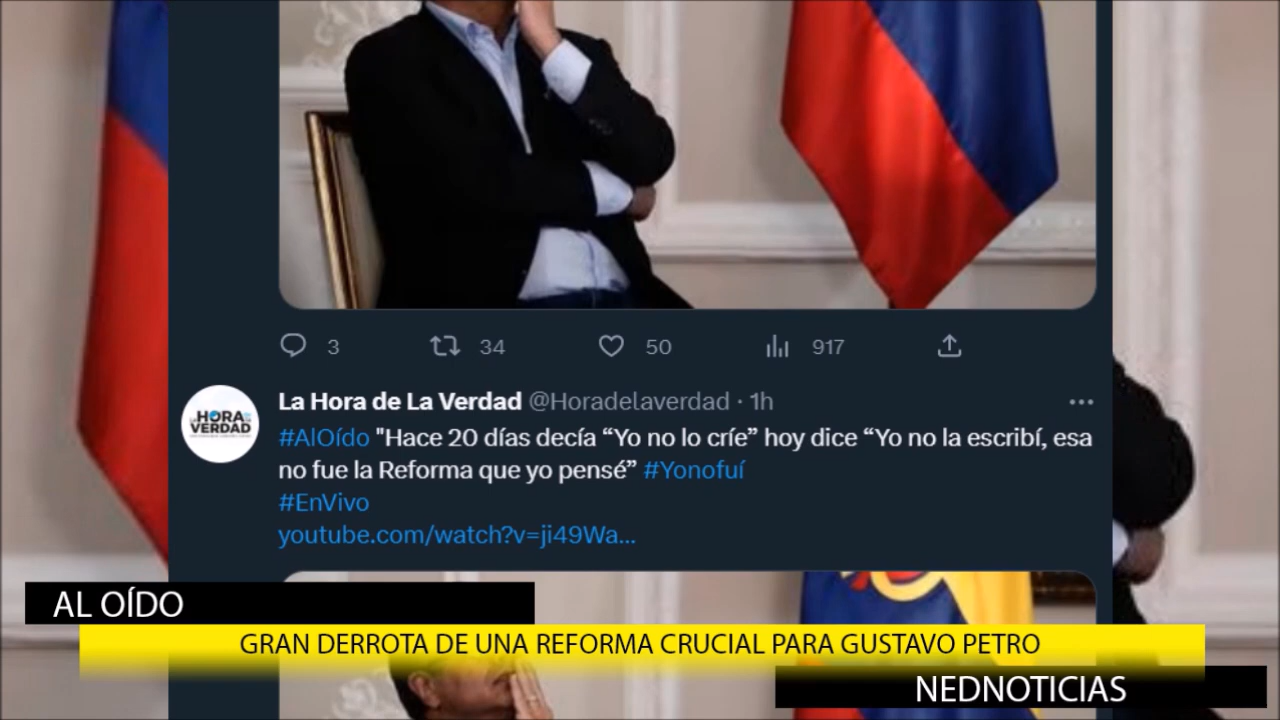 3 34 50 917
La Hora de La Verdad @Horadelaverdad · 1h
HORA
VERDAD
#AlOído "Hace 20 días decía “Yo no lo críe” hoy dice “Yo no la escribí, esa
no fue la Reforma que yo pensé” #Yonofuí
#EnVivo
youtube.com/watch?v=ji49Wa...
AL OÍDO
GRAN DERROTA DE UNA REFORMA CRUCIAL PARA GUSTAVO PETRO
NEDNOTICIAS